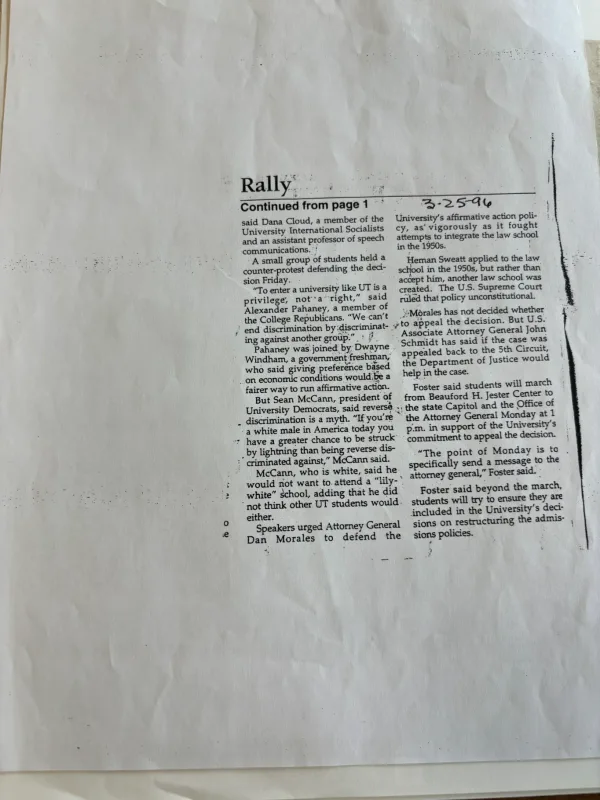 Rally
Continued from page 1
3-25-96
said Dana Cloud, a member of the
University International Socialists
and an assistant professor of speech
communications.
A small group of students held a
counter-protest defending the deci-
sion Friday.
"To enter a university like UT is a
privilege, not a right," said
Alexander Pahaney, a member of
the College Republicans. "We can't
end discrimination by discriminat-
ing against another group."
Pahaney was joined by Dwayne
Windham, a government freshman,
who said giving preference based
on economic conditions would be a
fairer way to run affirmative action.
But Sean McCann, president of
University Democrats, said reverse
discrimination is a myth. "If you're
a white male in America today you
have a greater chance to be struck
by lightning than being reverse dis-
criminated against," McCann said.
McCann, who is white, said he
would not want to attend a "lily-
white" school, adding that he did
not think other UT students would
either.
Speakers urged Attorney General
Dan Morales to defend the
University's affirmative action poli-
cy, as vigorously as it fought
attempts to integrate the law school
in the 1950s.
Heman Sweatt applied to the law
school in the 1950s, but rather than
accept him, another law school was
created. The U.S. Supreme Court
ruled that policy unconstitutional.
Morales has not decided whether
to appeal the decision. But U.S.
Associate Attorney General John
Schmidt has said if the case was
appealed back to the 5th Circuit,
the Department of Justice would
help in the case.
Foster said students will march
from Beauford H. Jester Center to
the state Capitol and the Office of
the Attorney General Monday at 1
p.m. in support of the University's
commitment to appeal the decision.
"The point of Monday is to
specifically send a message to the
attorney general," Foster said.
Foster said beyond the march,
students will try to ensure they are
included in the University's deci-
sions on restructuring the admis-
sions policies.
o
e